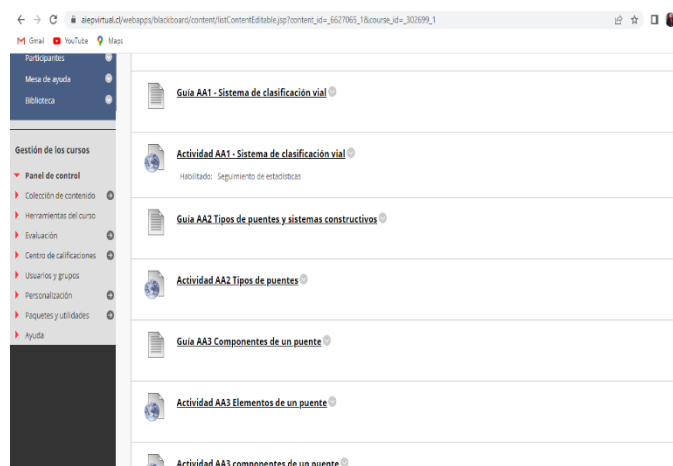 aiepvirtual.cl/webapps/blackboard/content/listContentEditable.jsp?content_id=_6627065_1&course_id=_302699_1
Gmail YouTube Maps
Participantes
Mesa de ayuda
Biblioteca
Gestión de los cursos
Panel de control
Colección de contenido
Herramientas del curso
Evaluación
Centro de calificaciones
Usuarios y grupos
Personalización
Paquetes y utilidades
Ayuda
Guía AA1 - Sistema de clasificación vial
Actividad AA1 - Sistema de clasificación vial
Habilitado: Seguimiento de estadísticas
Guía AA2 Tipos de puentes y sistemas constructivos
Actividad AA2 Tipos de puentes
Guía AA3 Componentes de un puente
Actividad AA3 Elementos de un puente
Actividad AA3 componentes de un puente